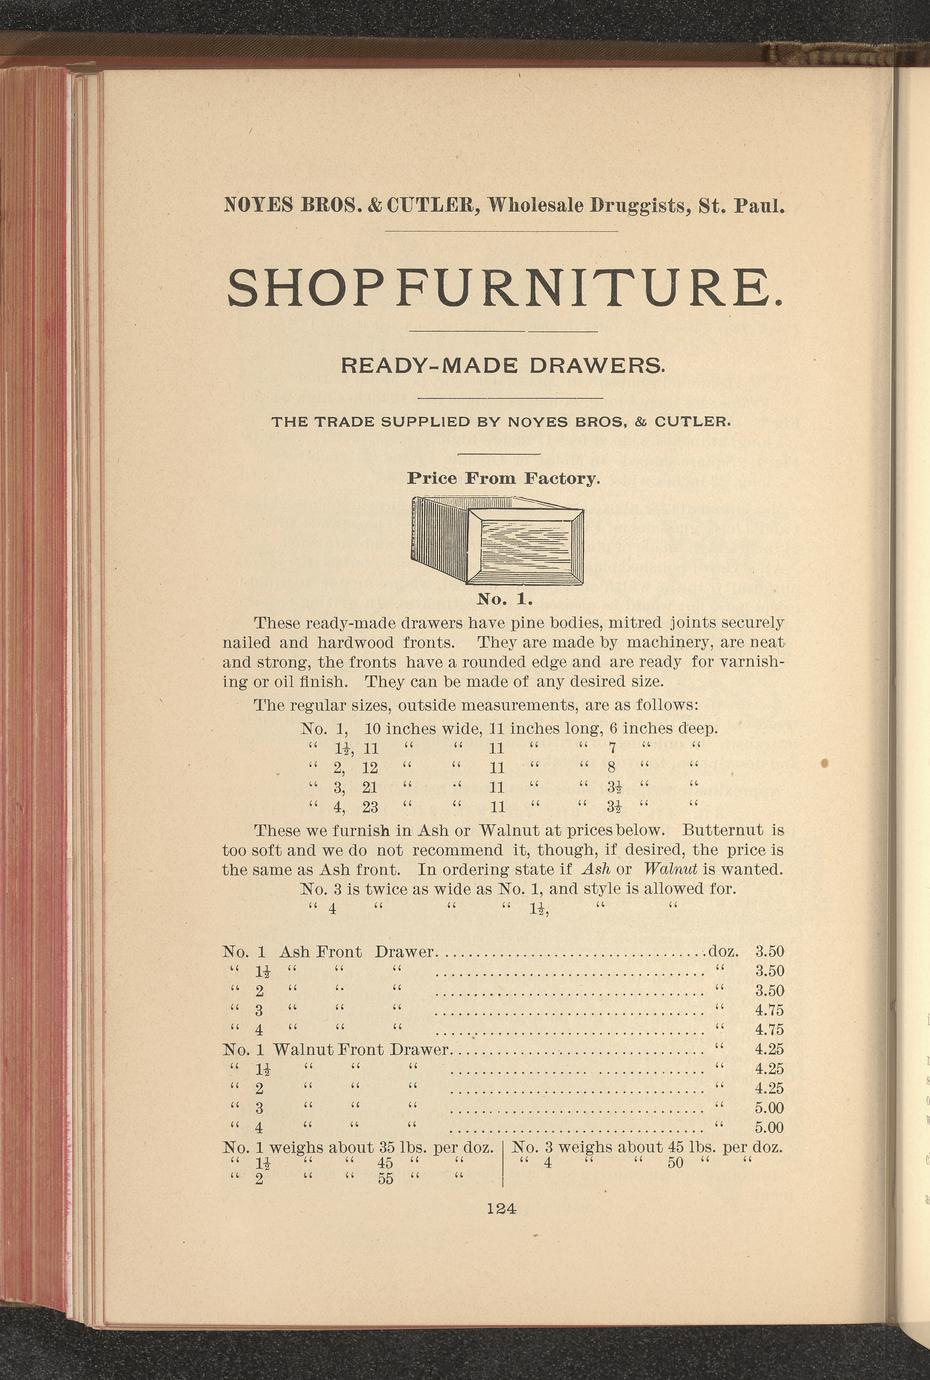 NOYES BROS. & CUTLER, Wholesale Druggists, St. Paul.
SHOP FURNITURE.
READY-MADE DRAWERS.
THE TRADE SUPPLIED BY NOYES BROS, & CUTLER.
Price From Factory.
No. 1.
These ready-made drawers have pine bodies, mitred joints securely
nailed and hardwood fronts. They are made by machinery, are neat
and strong, the fronts have a rounded edge and are ready for varnish-
ing or oil finish. They can be made of any desired size.
The regular sizes, outside measurements, are as follows:
No. 1, 10 inches wide, 11 inches long, 6 inches deep.
“ 1½, 11 “ “ 11 “ “ 7 “ “
“ 2, 12 “ “ 11 “ “ 8 “ “
“ 3, 21 “ “ 11 “ “ 3½ “ “
“ 4, 23 “ “ 11 “ “ 3½ “ “
These we furnish in Ash or Walnut at prices below. Butternut is
too soft and we do not recommend it, though, if desired, the price is
the same as Ash front. In ordering state if Ash or Walnut is wanted.
No. 3 is twice as wide as No. 1, and style is allowed for.
“ 4 “ “ “ 1½, “ “
No. 1 Ash Front Drawer..................................doz. 3.50
“ 1½ “ “ “ .................................. “ 3.50
“ 2 “ “ “ .................................. “ 3.50
“ 3 “ “ “ .................................. “ 4.75
“ 4 “ “ “ .................................. “ 4.75
No. 1 Walnut Front Drawer................................ “ 4.25
“ 1½ “ “ “ ................................ “ 4.25
“ 2 “ “ “ ................................ “ 4.25
“ 3 “ “ “ ................................ “ 5.00
“ 4 “ “ “ ................................ “ 5.00
No. 1 weighs about 35 lbs. per doz. | No. 3 weighs about 45 lbs. per doz.
“ 1½ “ “ 45 “ “ | “ 4 “ “ 50 “ “
“ 2 “ “ 55 “ “
124